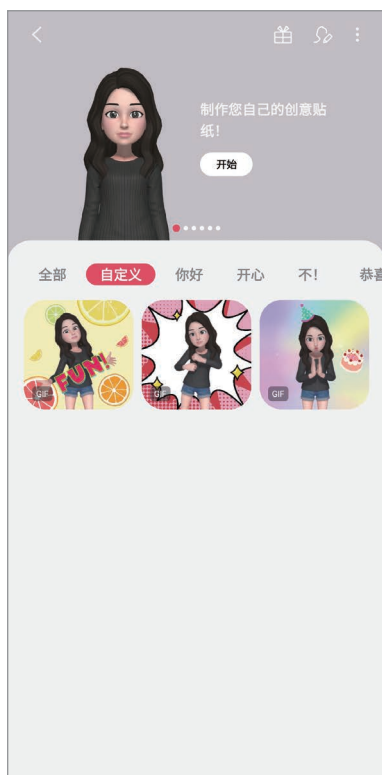 制作您自己的创意贴
纸！
开始
全部 自定义 你好 开心 不！ 恭喜
FUN!
GIF GIF GIF